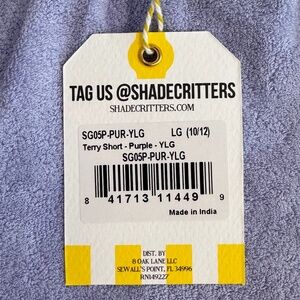 TAG US @SHADECRITTERS
SHADECRITTERS.COM
SG05P-PUR-YLG LG (10/12)
Terry Short - Purple - YLG
SG05P-PUR-YLG
8 41713 11449 9
Made in India
DIST. BY
8 OAK LANE LLC
SEWALL'S POINT, FL 34996
RN149227